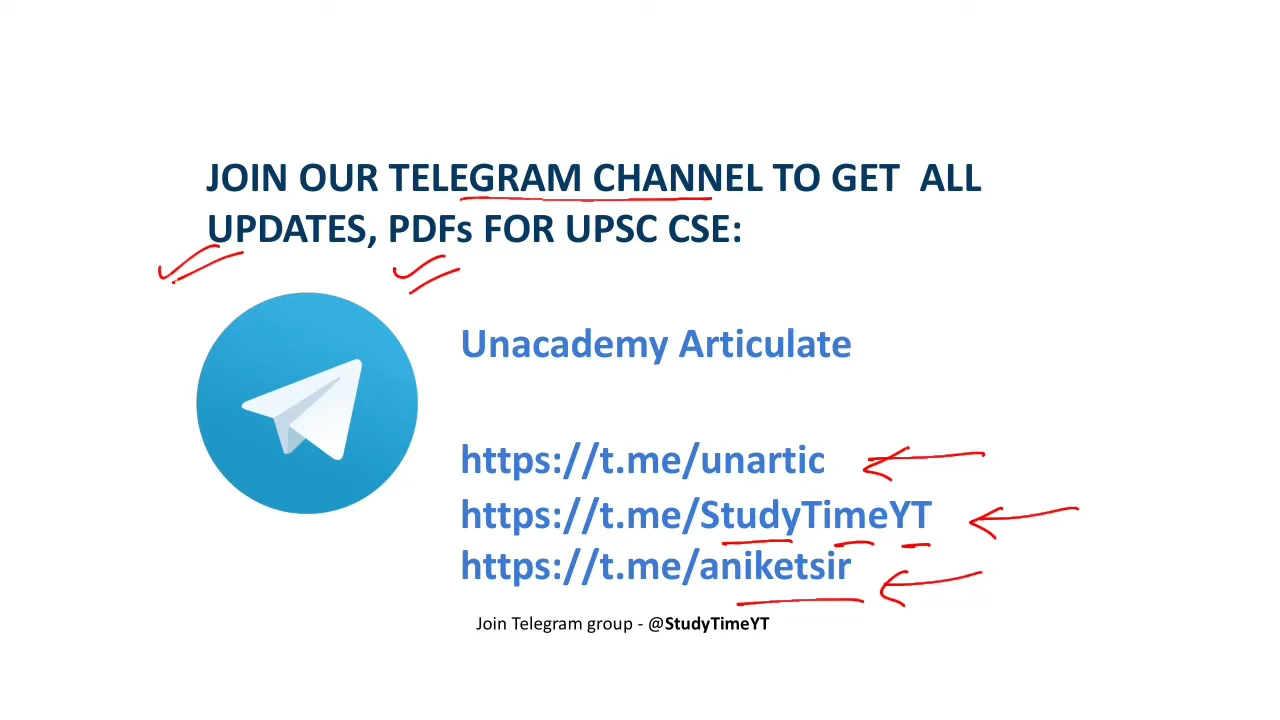 JOIN OUR TELEGRAM CHANNEL TO GET ALL
UPDATES, PDFs FOR UPSC CSE:
Unacademy Articulate
https://t.me/unartic
https://t.me/StudyTimeYT
https://t.me/aniketsir
Join Telegram group - @StudyTimeYT